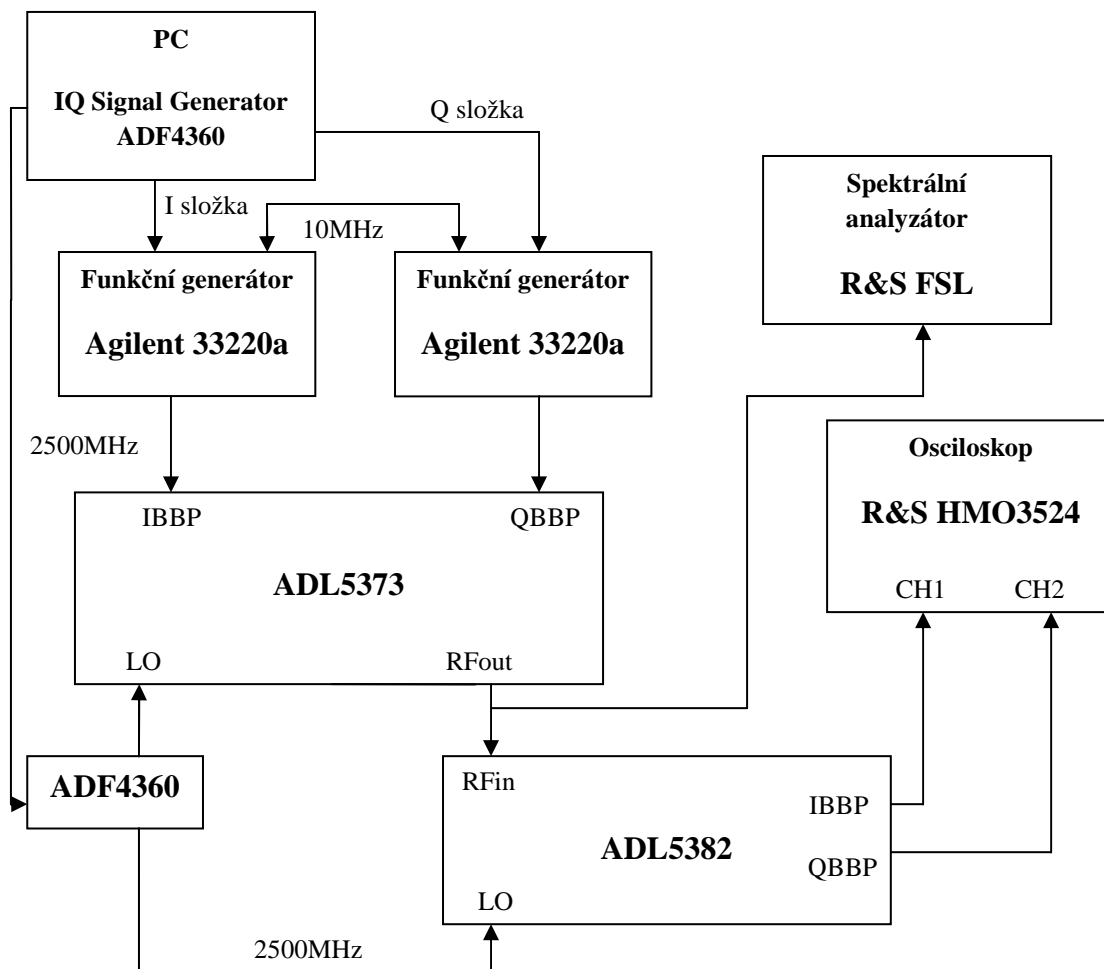 PC
IQ Signal Generator
ADF4360
Q složka
I složka
10MHz
Funkční generátor
Agilent 33220a
Funkční generátor
Agilent 33220a
Spektrální
analyzátor
R&S FSL
2500MHz
Osciloskop
R&S HMO3524
CH1
CH2
IBBP
QBBP
ADL5373
LO
RFout
ADF4360
RFin
IBBP
ADL5382
QBBP
LO
2500MHz